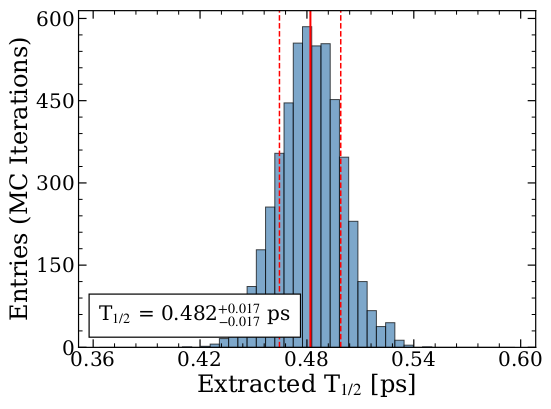 600
450
300
150
0
Entries (MC Iterations)
T1/2 = 0.482+0.017−0.017 ps
0.36 0.42 0.48 0.54 0.60
Extracted T1/2 [ps]